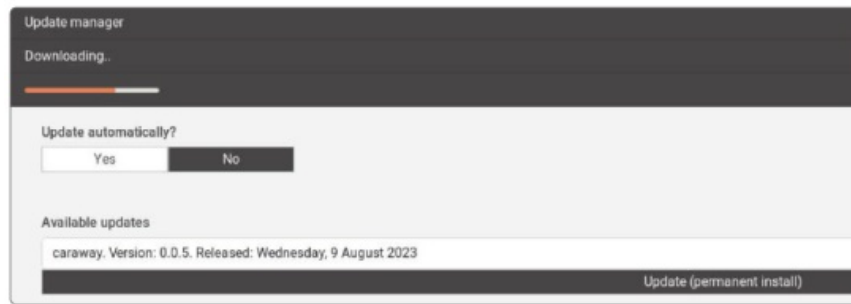 Update manager
Downloading..
Update automatically?
Yes No
Available updates
caraway. Version: 0.0.5. Released: Wednesday, 9 August 2023
Update (permanent install)